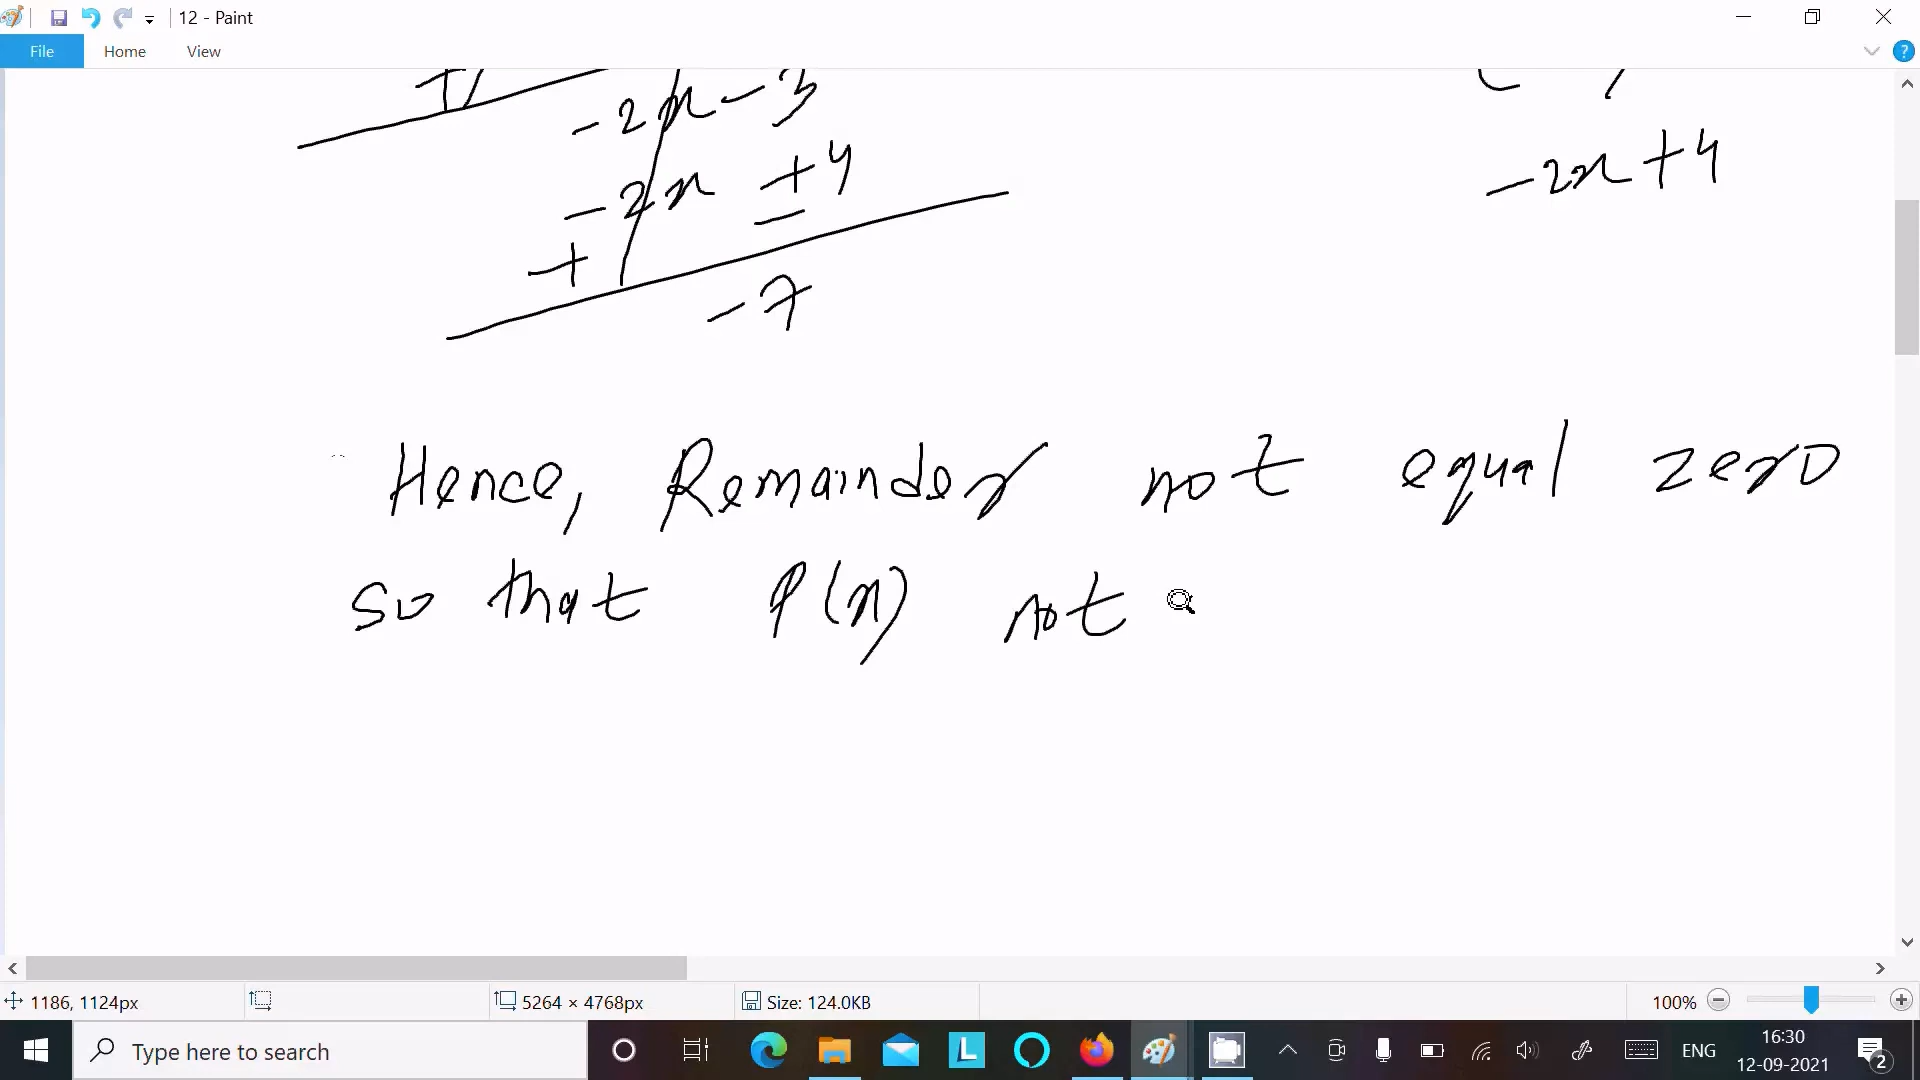 12 - Paint
File Home View
-2x-3
-2x+4
-2x +4
-
+
-7
Hence, Remainder not equal zero
so that P(x) not
1186, 1124px
5264 × 4768px
Size: 124.0KB
100%
Type here to search
L
ENG
16:30
12-09-2021
2